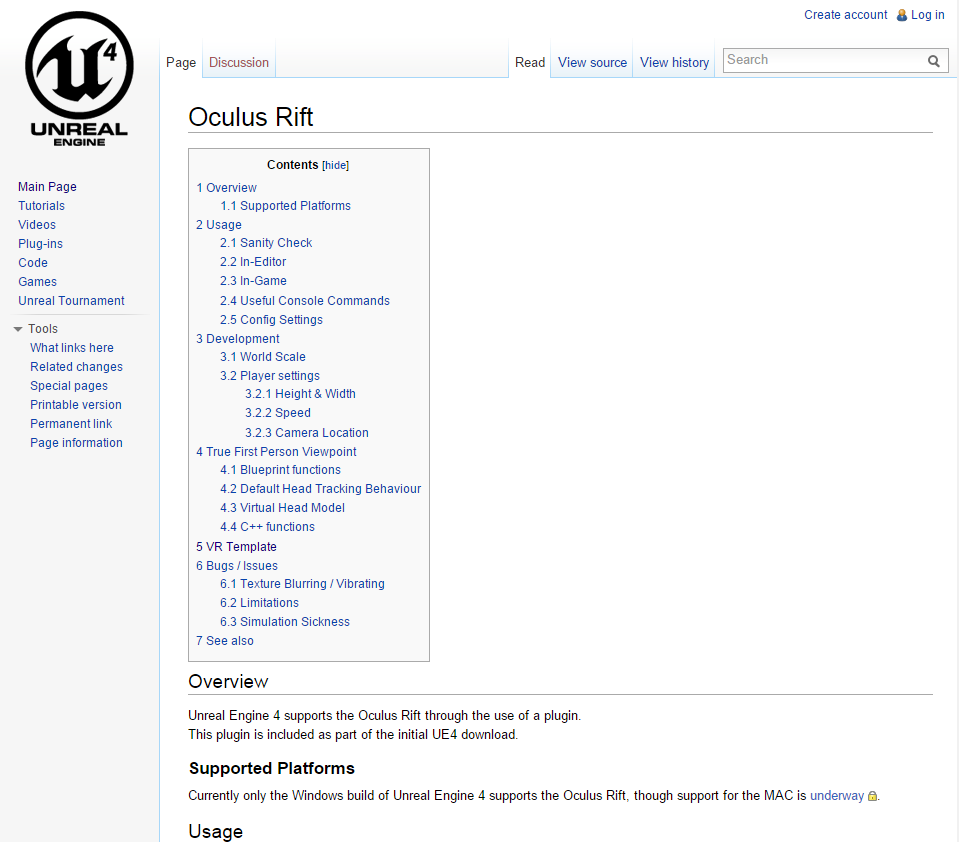 Create account Log in
4
UNREAL
ENGINE
Page Discussion Read View source View history Search
Oculus Rift
Contents [hide]
1 Overview
1.1 Supported Platforms
2 Usage
2.1 Sanity Check
2.2 In-Editor
2.3 In-Game
2.4 Useful Console Commands
2.5 Config Settings
3 Development
3.1 World Scale
3.2 Player settings
3.2.1 Height & Width
3.2.2 Speed
3.2.3 Camera Location
4 True First Person Viewpoint
4.1 Blueprint functions
4.2 Default Head Tracking Behaviour
4.3 Virtual Head Model
4.4 C++ functions
5 VR Template
6 Bugs / Issues
6.1 Texture Blurring / Vibrating
6.2 Limitations
6.3 Simulation Sickness
7 See also
Main Page
Tutorials
Videos
Plug-ins
Code
Games
Unreal Tournament
Tools
What links here
Related changes
Special pages
Printable version
Permanent link
Page information
Overview
Unreal Engine 4 supports the Oculus Rift through the use of a plugin.
This plugin is included as part of the initial UE4 download.
Supported Platforms
Currently only the Windows build of Unreal Engine 4 supports the Oculus Rift, though support for the MAC is underway.
Usage